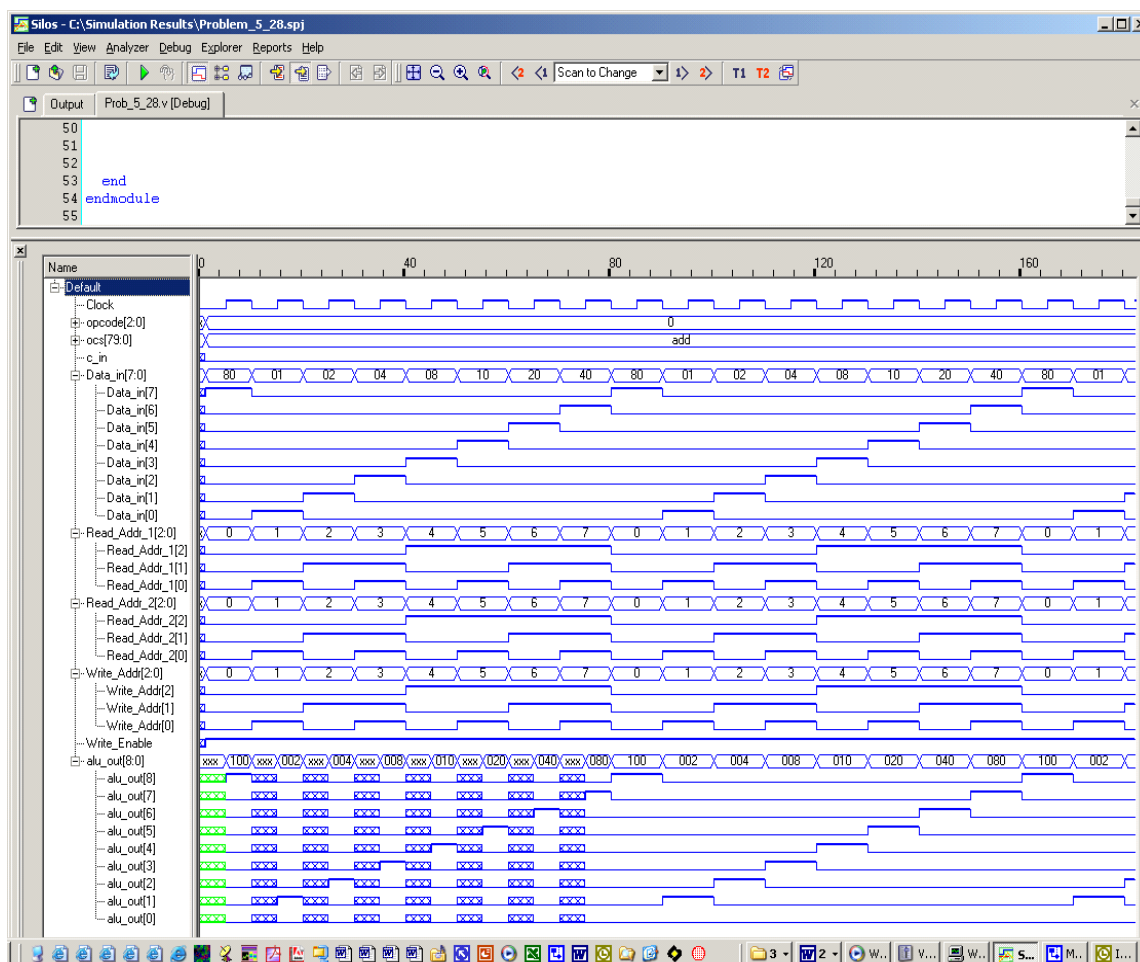 Silos - C:\Simulation Results\Problem_5_28.spj
File Edit View Analyzer Debug Explorer Reports Help
<2 <1 Scan to Change 1> 2> T1 T2
Output Prob_5_28.v [Debug]
50
51
52
53 end
54 endmodule
55
Name 0 40 80 120 160
Default
Clock
opcode[2:0] 0
ocs[79:0] add
c_in
Data_in[7:0] 80 01 02 04 08 10 20 40 80 01 02 04 08 10 20 40 80 01
Data_in[7]
Data_in[6]
Data_in[5]
Data_in[4]
Data_in[3]
Data_in[2]
Data_in[1]
Data_in[0]
Read_Addr_1[2:0] 0 1 2 3 4 5 6 7 0 1 2 3 4 5 6 7 0 1
Read_Addr_1[2]
Read_Addr_1[1]
Read_Addr_1[0]
Read_Addr_2[2:0] 0 1 2 3 4 5 6 7 0 1 2 3 4 5 6 7 0 1
Read_Addr_2[2]
Read_Addr_2[1]
Read_Addr_2[0]
Write_Addr[2:0] 0 1 2 3 4 5 6 7 0 1 2 3 4 5 6 7 0 1
Write_Addr[2]
Write_Addr[1]
Write_Addr[0]
Write_Enable
alu_out[8:0] xxx 100 xxx 002 xxx 004 xxx 008 xxx 010 xxx 020 xxx 040 xxx 080 100 002 004 008 010 020 040 080 100 002
alu_out[8]
alu_out[7]
alu_out[6]
alu_out[5]
alu_out[4]
alu_out[3]
alu_out[2]
alu_out[1]
alu_out[0]
3 2 W.. V... W.. S... M.. I...